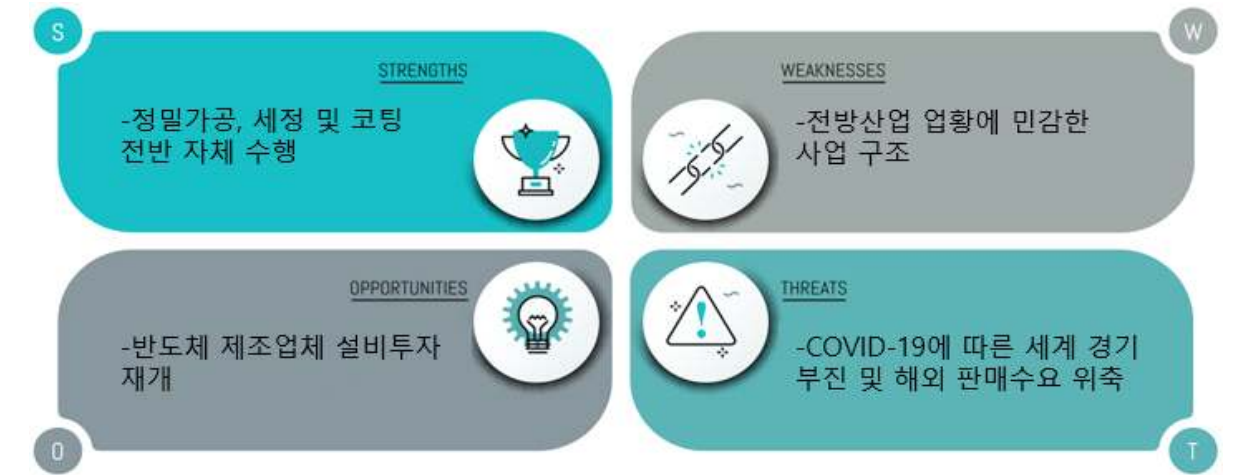 S
STRENGTHS
-정밀가공, 세정 및 코팅
전반 자체 수행
W
WEAKNESSES
-전방산업 업황에 민감한
사업 구조
OPPORTUNITIES
-반도체 제조업체 설비투자
재개
O
THREATS
-COVID-19에 따른 세계 경기
부진 및 해외 판매수요 위축
T